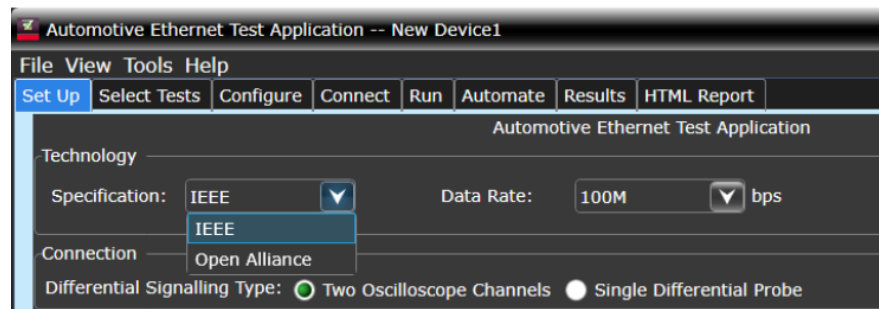 Automotive Ethernet Test Application -- New Device1
File View Tools Help
Set Up Select Tests Configure Connect Run Automate Results HTML Report
Automotive Ethernet Test Application
Technology
Specification: IEEE Data Rate: 100M bps
IEEE
Open Alliance
Connection
Differential Signalling Type: Two Oscilloscope Channels Single Differential Probe